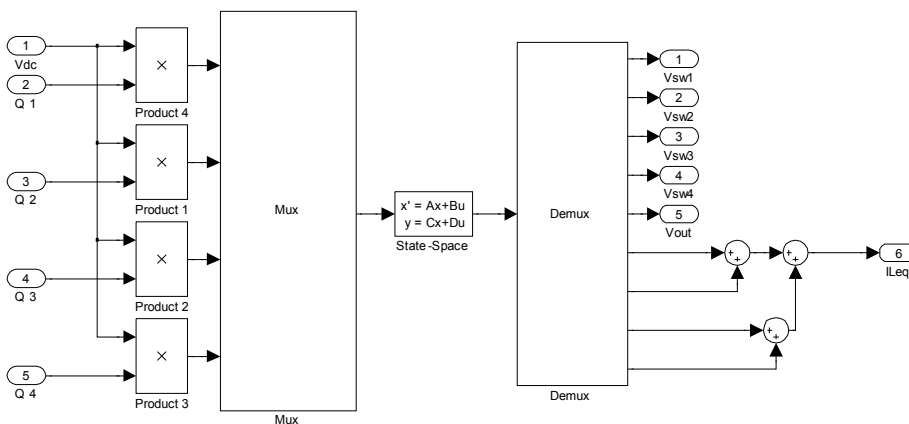 1
Vdc
2
Q 1
3
Q 2
4
Q 3
5
Q 4
×
Product 4
×
Product 1
×
Product 2
×
Product 3
Mux
Mux
x' = Ax+Bu
y = Cx+Du
State-Space
Demux
Demux
1
Vsw1
2
Vsw2
3
Vsw3
4
Vsw4
5
Vout
+
+
+
+
+
+
6
ILeq